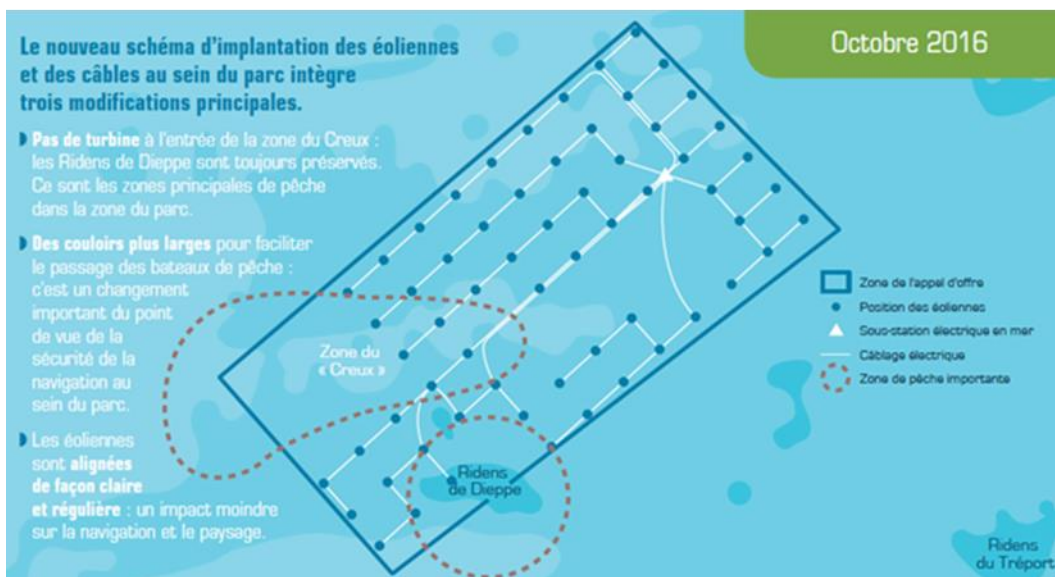 Le nouveau schéma d'implantation des éoliennes
et des câbles au sein du parc intègre
trois modifications principales.
Octobre 2016
Pas de turbine à l'entrée de la zone du Creux :
les Ridens de Dieppe sont toujours préservés.
Ce sont les zones principales de pêche
dans la zone du parc.
Des couloirs plus larges pour faciliter
le passage des bateaux de pêche :
c'est un changement
important du point
de vue de la
sécurité de la
navigation au
sein du parc.
Les éoliennes
sont alignées
de façon claire
et régulière : un impact moindre
sur la navigation et le paysage.
Zone du
« Creux »
Ridens
de Dieppe
Zone de l'appel d'offre
Position des éoliennes
Sous-station électrique en mer
Câblage électrique
Zone de pêche importante
Ridens
du Tréport